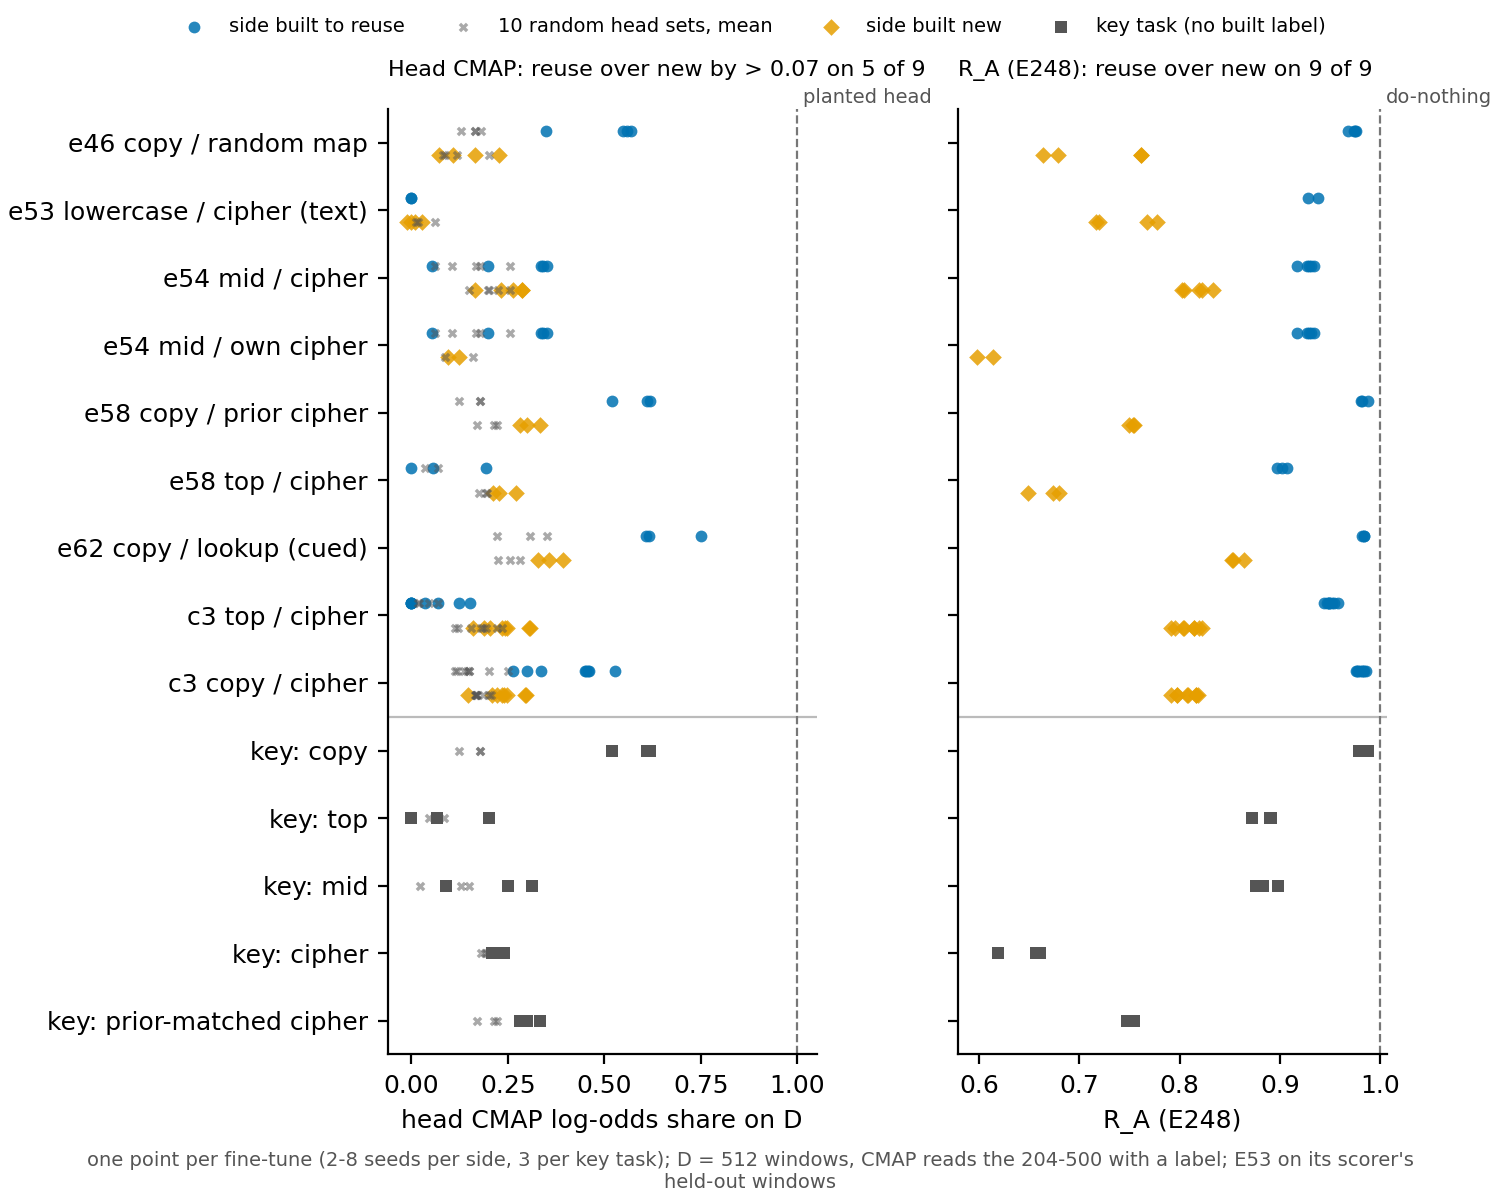 side built to reuse
10 random head sets, mean
side built new
key task (no built label)
Head CMAP: reuse over new by > 0.07 on 5 of 9
R_A (E248): reuse over new on 9 of 9
planted head
do-nothing
e46 copy / random map
e53 lowercase / cipher (text)
e54 mid / cipher
e54 mid / own cipher
e58 copy / prior cipher
e58 top / cipher
e62 copy / lookup (cued)
c3 top / cipher
c3 copy / cipher
key: copy
key: top
key: mid
key: cipher
key: prior-matched cipher
0.00 0.25 0.50 0.75 1.00
0.6 0.7 0.8 0.9 1.0
head CMAP log-odds share on D
R_A (E248)
one point per fine-tune (2-8 seeds per side, 3 per key task); D = 512 windows, CMAP reads the 204-500 with a label; E53 on its scorer's
held-out windows